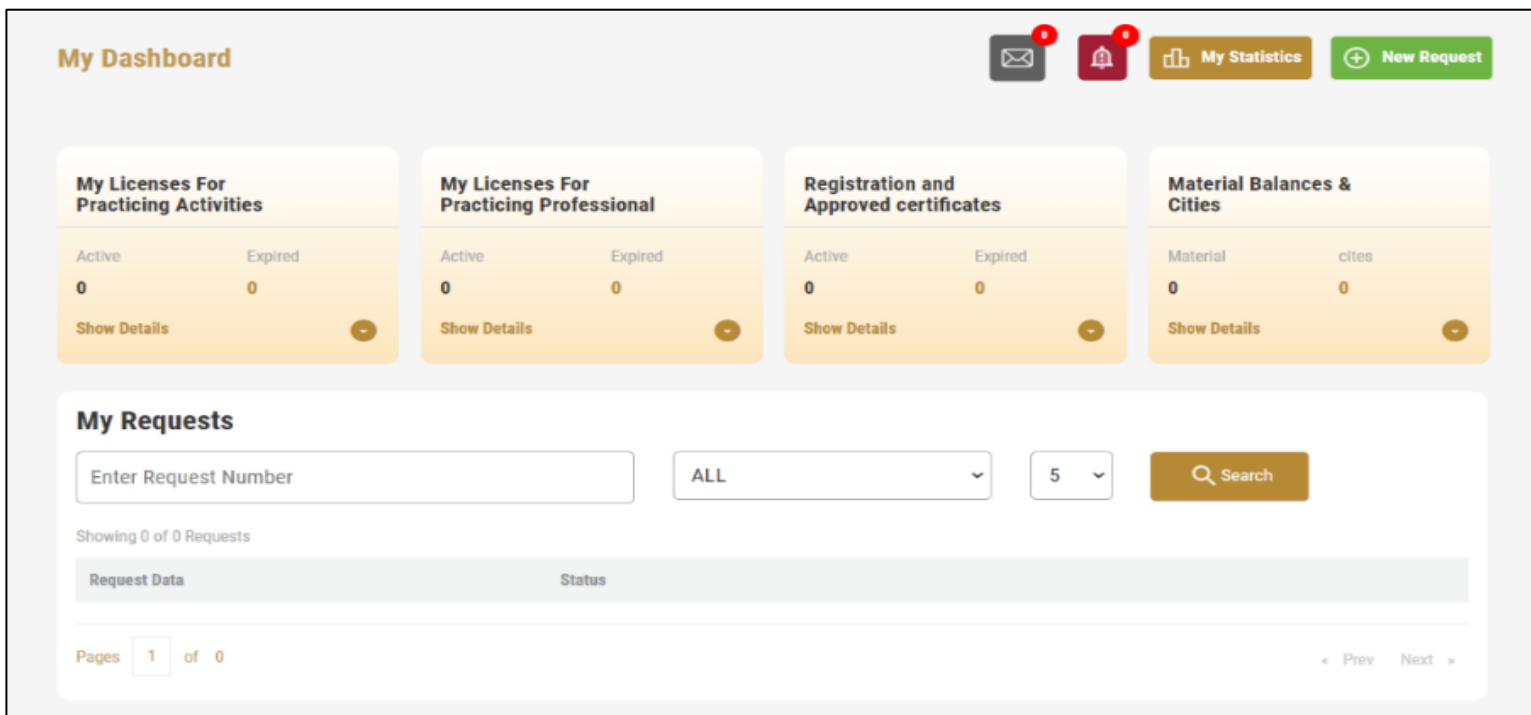 My Dashboard
0
0
My Statistics
New Request
My Licenses For
Practicing Activities
Active Expired
0 0
Show Details
My Licenses For
Practicing Professional
Active Expired
0 0
Show Details
Registration and
Approved certificates
Active Expired
0 0
Show Details
Material Balances &
Cities
Material cites
0 0
Show Details
My Requests
Enter Request Number
ALL
5
Search
Showing 0 of 0 Requests
Request Data Status
Pages 1 of 0
« Prev Next »